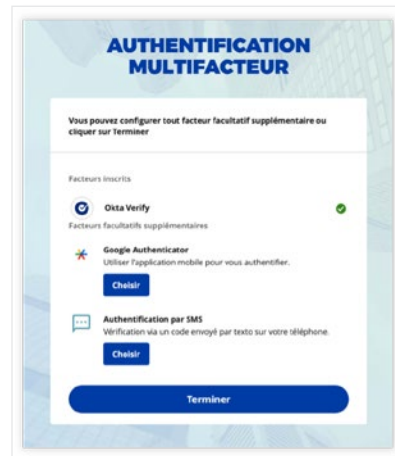 AUTHENTIFICATION
MULTIFACTEUR
Vous pouvez configurer tout facteur facultatif supplémentaire ou
cliquer sur Terminer
Facteurs inscrits
Okta Verify
Facteurs facultatifs supplémentaires
Google Authenticator
Utiliser l'application mobile pour vous authentifier.
Choisir
Authentification par SMS
Vérification via un code envoyé par texto sur votre téléphone.
Choisir
Terminer